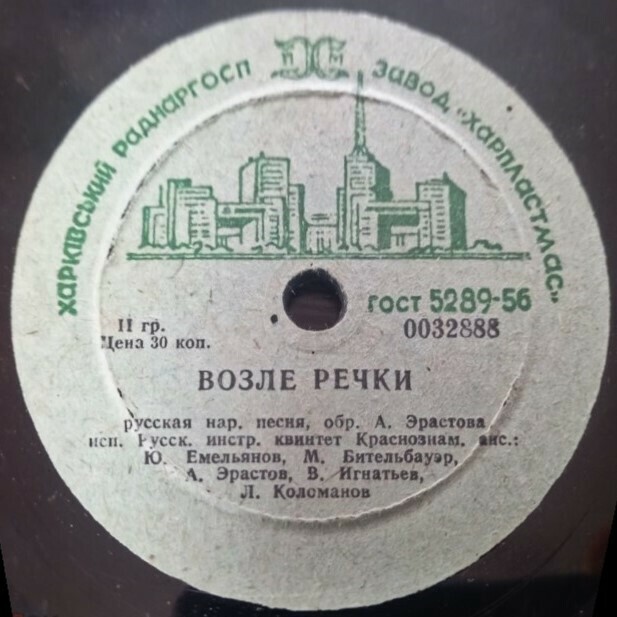 ХАРКІВСЬКИЙ РАДНАРГОСП
ЗАВОД „ХАРПЛАСТМАС"
ГОСТ 5289-56
0032888
II гр.
Цена 30 коп.
ВОЗЛЕ РЕЧКИ
русская нар. песня, обр. А. Эрастова
исп. Русск. инстр. квинтет Краснознам. анс.:
Ю. Емельянов, М. Бительбауэр,
А. Эрастов, В. Игнатьев,
Л. Коломанов